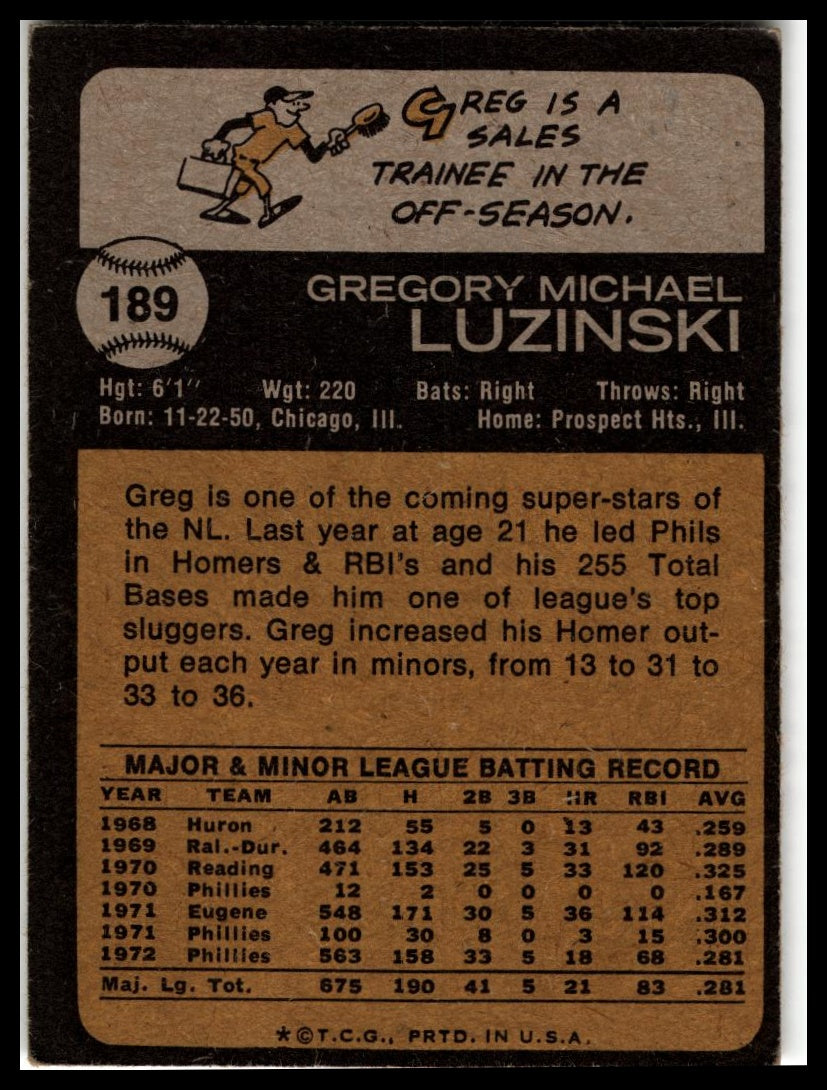 GREG IS A
SALES
TRAINEE IN THE
OFF-SEASON.
189
GREGORY MICHAEL
LUZINSKI
Hgt: 6'1" Wgt: 220 Bats: Right Throws: Right
Born: 11-22-50, Chicago, Ill. Home: Prospect Hts., Ill.
Greg is one of the coming super-stars of
the NL. Last year at age 21 he led Phils
in Homers & RBI's and his 255 Total
Bases made him one of league's top
sluggers. Greg increased his Homer out-
put each year in minors, from 13 to 31 to
33 to 36.
MAJOR & MINOR LEAGUE BATTING RECORD
YEAR TEAM AB H 2B 3B HR RBI AVG
1968 Huron 212 55 5 0 13 43 .259
1969 Ral.-Dur. 464 134 22 3 31 92 .289
1970 Reading 471 153 25 5 33 120 .325
1970 Phillies 12 2 0 0 0 0 .167
1971 Eugene 548 171 30 5 36 114 .312
1971 Phillies 100 30 8 0 3 15 .300
1972 Phillies 563 158 33 5 18 68 .281
Maj. Lg. Tot. 675 190 41 5 21 83 .281
*©T.C.G., PRTD. IN U.S.A.